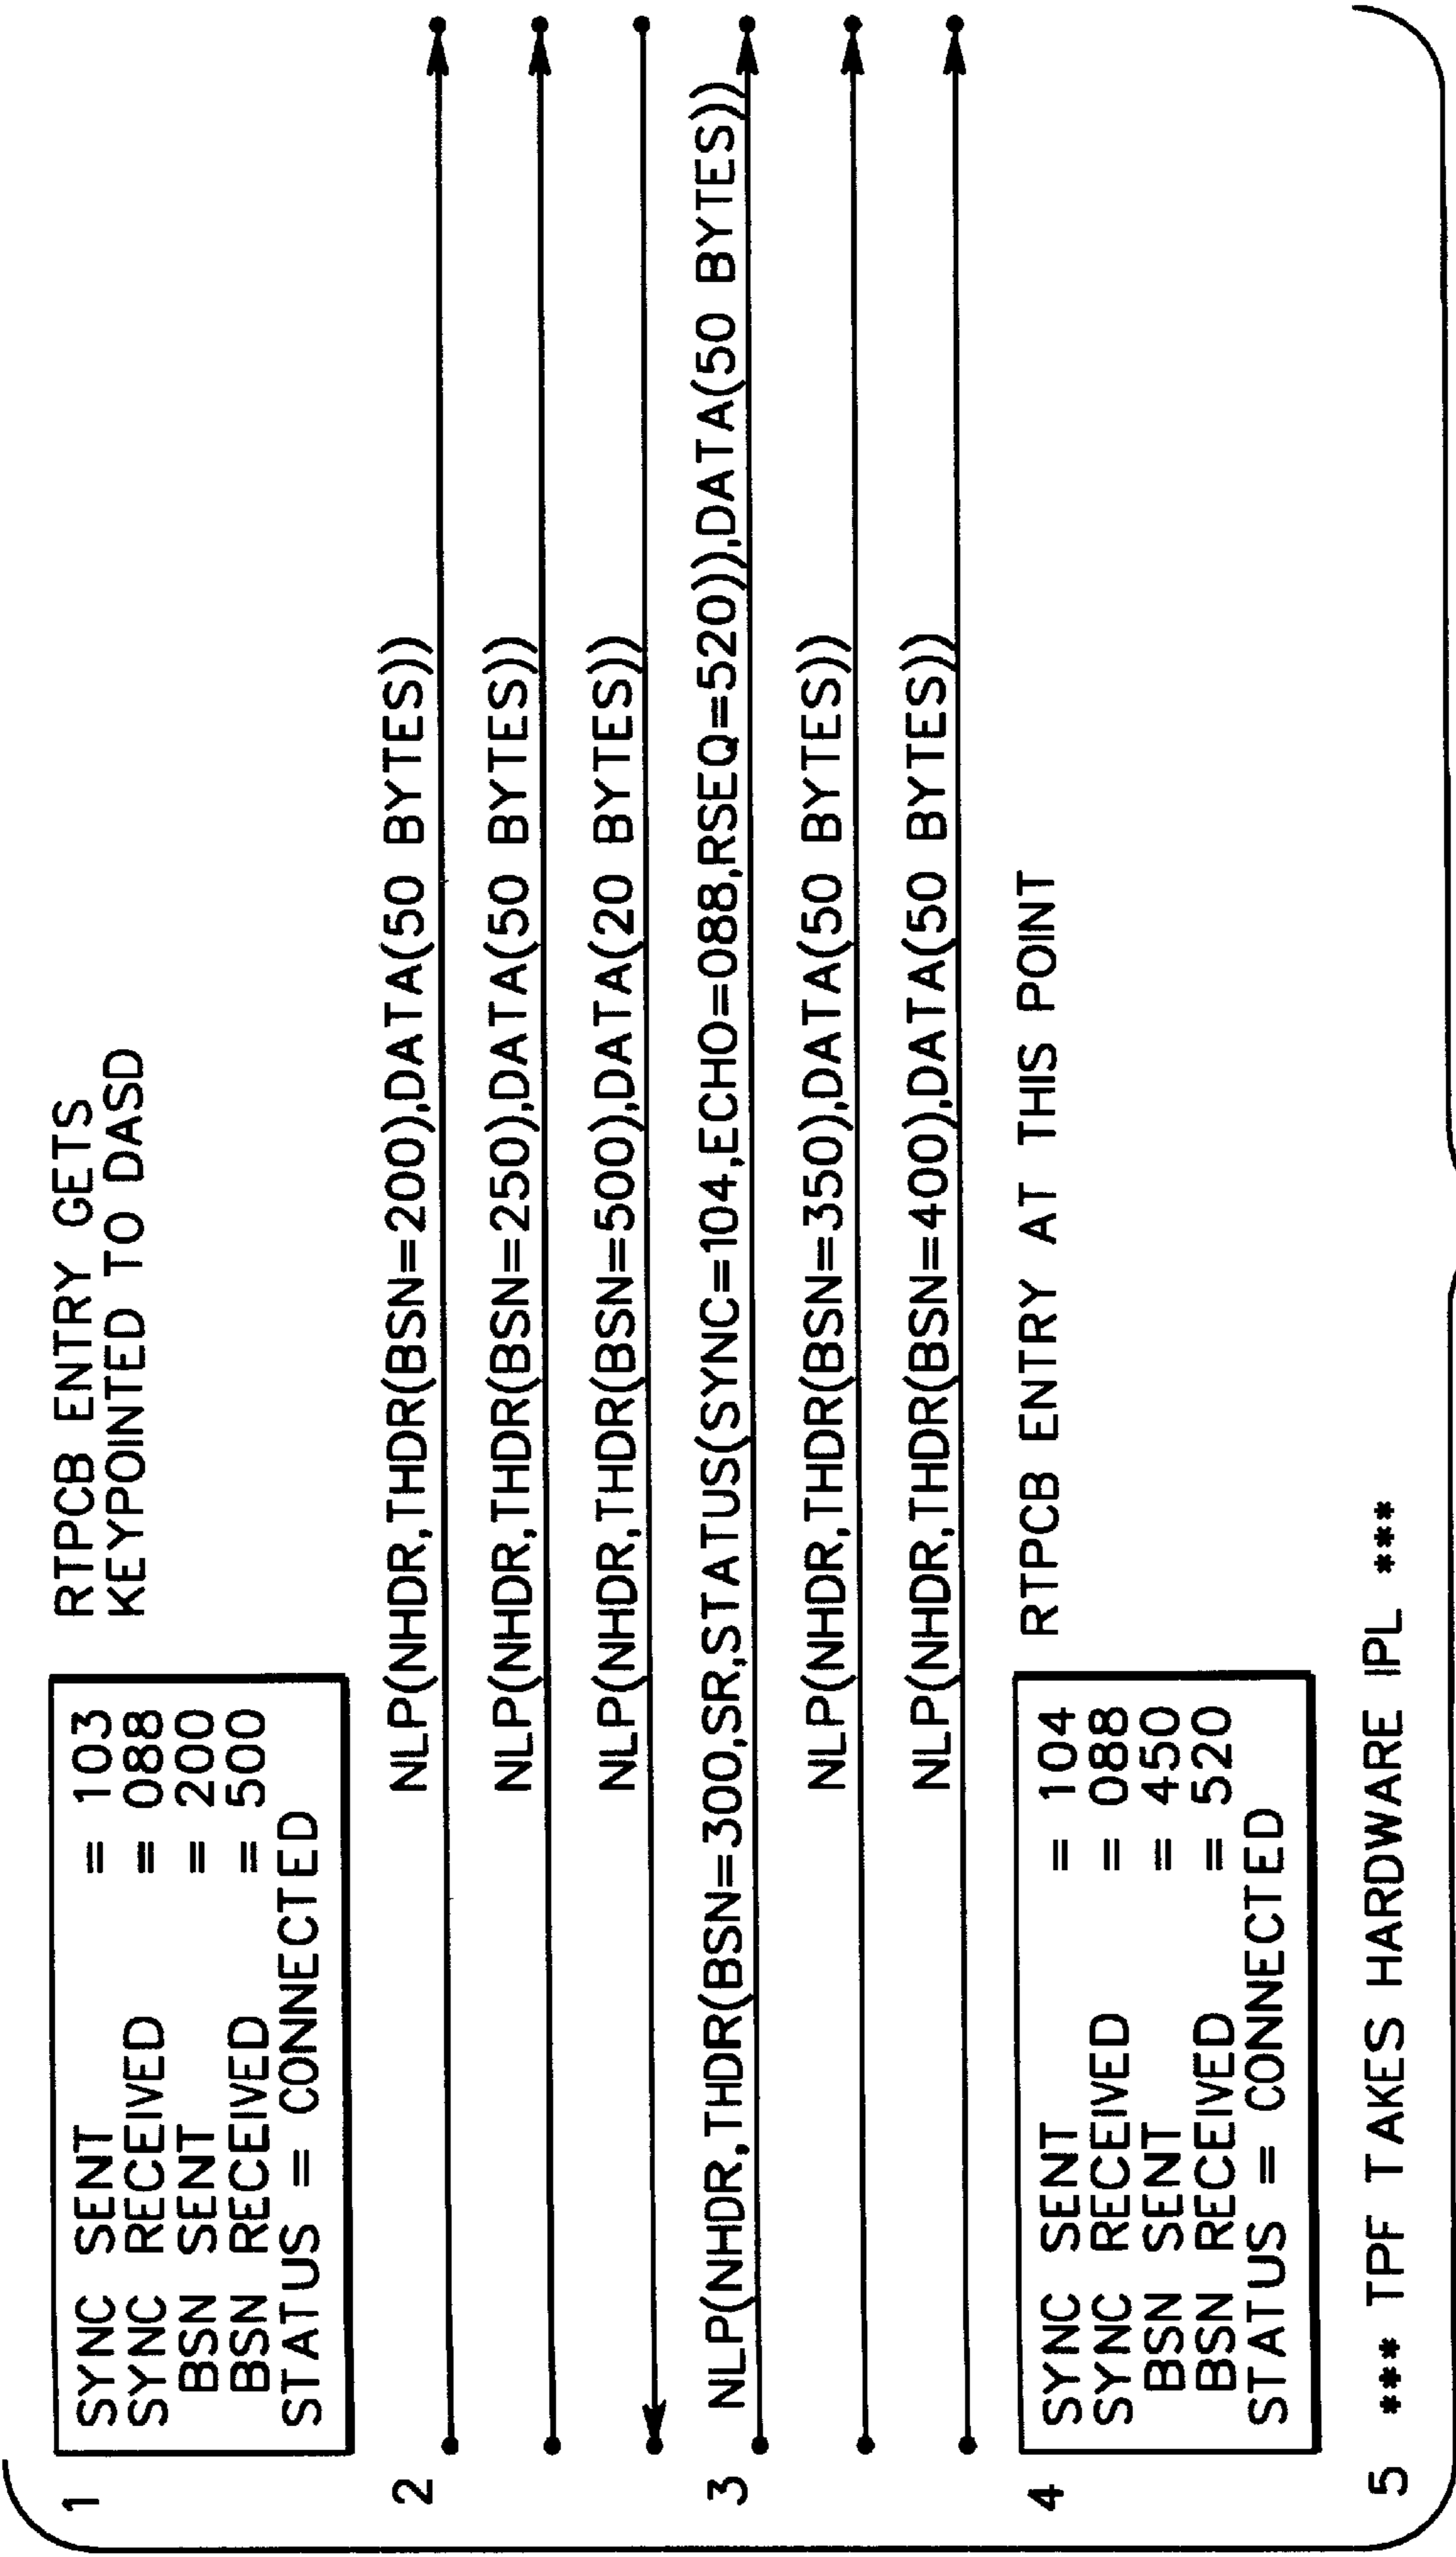 1
SYNC SENT = 103
SYNC RECEIVED = 088
BSN SENT = 200
BSN RECEIVED = 500
STATUS = CONNECTED
RTPCB ENTRY GETS
KEYPOINTED TO DASD
2
NLP(NHDR,THDR(BSN=200),DATA(50 BYTES))
NLP(NHDR,THDR(BSN=250),DATA(50 BYTES))
NLP(NHDR,THDR(BSN=500),DATA(20 BYTES))
3
NLP(NHDR,THDR(BSN=300,SR,STATUS(SYNC=104,ECHO=088,RSEQ=520)),DATA(50 BYTES))
NLP(NHDR,THDR(BSN=350),DATA(50 BYTES))
NLP(NHDR,THDR(BSN=400),DATA(50 BYTES))
4
SYNC SENT = 104
SYNC RECEIVED = 088
BSN SENT = 450
BSN RECEIVED = 520
STATUS = CONNECTED
RTPCB ENTRY AT THIS POINT
5 *** TPF TAKES HARDWARE IPL ***